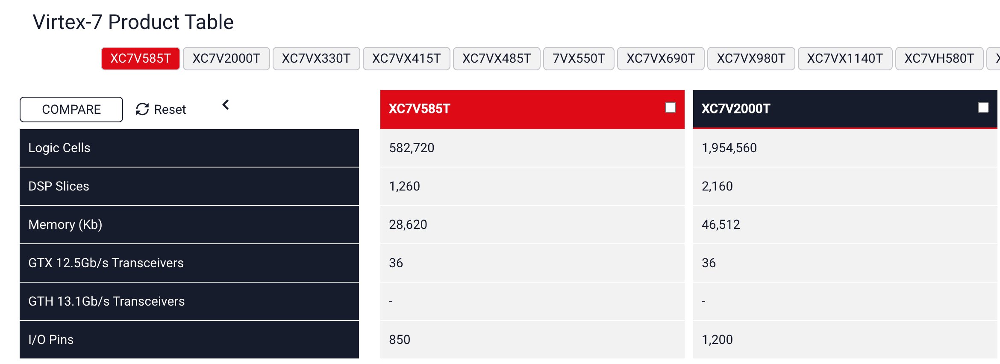 Virtex-7 Product Table
XC7V585T XC7V2000T XC7VX330T XC7VX415T XC7VX485T 7VX550T XC7VX690T XC7VX980T XC7VX1140T XC7VH580T
COMPARE Reset XC7V585T XC7V2000T
Logic Cells 582,720 1,954,560
DSP Slices 1,260 2,160
Memory (Kb) 28,620 46,512
GTX 12.5Gb/s Transceivers 36 36
GTH 13.1Gb/s Transceivers - -
I/O Pins 850 1,200